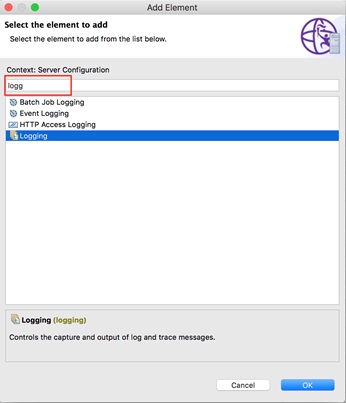 Add Element
Select the element to add
Select the element to add from the list below.
Context: Server Configuration
logg
Batch Job Logging
Event Logging
HTTP Access Logging
Logging
Logging (logging)
Controls the capture and output of log and trace messages.
Cancel
OK